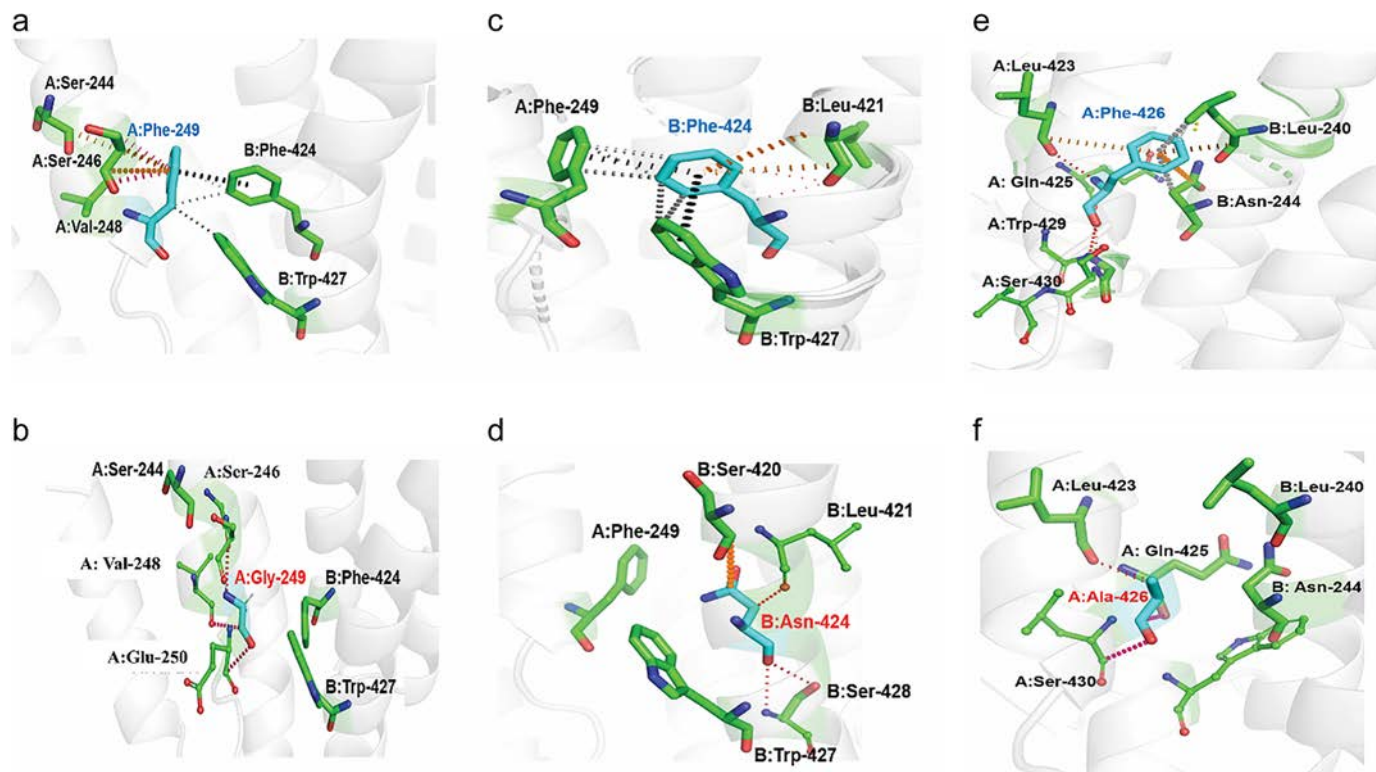 a
A:Ser-244
A:Phe-249
A:Ser-246
B:Phe-424
A:Val-248
B:Trp-427
c
A:Phe-249
B:Phe-424
B:Leu-421
B:Trp-427
e
A:Leu-423
A:Phe-426
B:Leu-240
A: Gln-425
B:Asn-244
A:Trp-429
A:Ser-430
b
A:Ser-244
A:Ser-246
A: Val-248
A:Gly-249
B:Phe-424
A:Glu-250
B:Trp-427
d
B:Ser-420
B:Leu-421
A:Phe-249
B:Asn-424
B:Ser-428
B:Trp-427
f
A:Leu-423
B:Leu-240
A: Gln-425
A:Ala-426
B: Asn-244
A:Ser-430